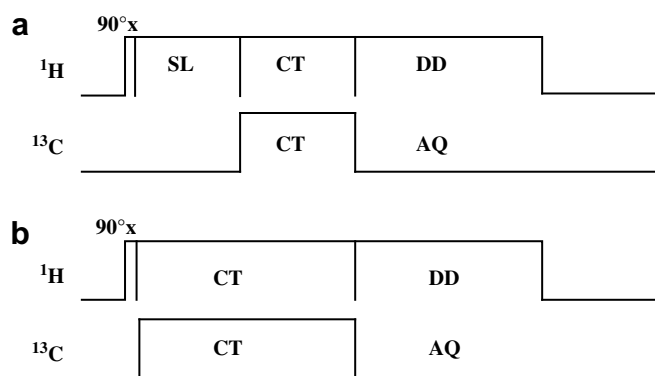 a
90°x
¹H SL CT DD
¹³C CT AQ
b
90°x
¹H CT DD
¹³C CT AQ